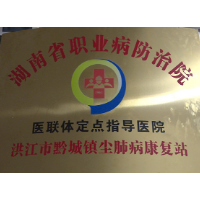 湖南省职业病防治院
医联体定点指导医院
洪江市黔城镇尘肺病康复站